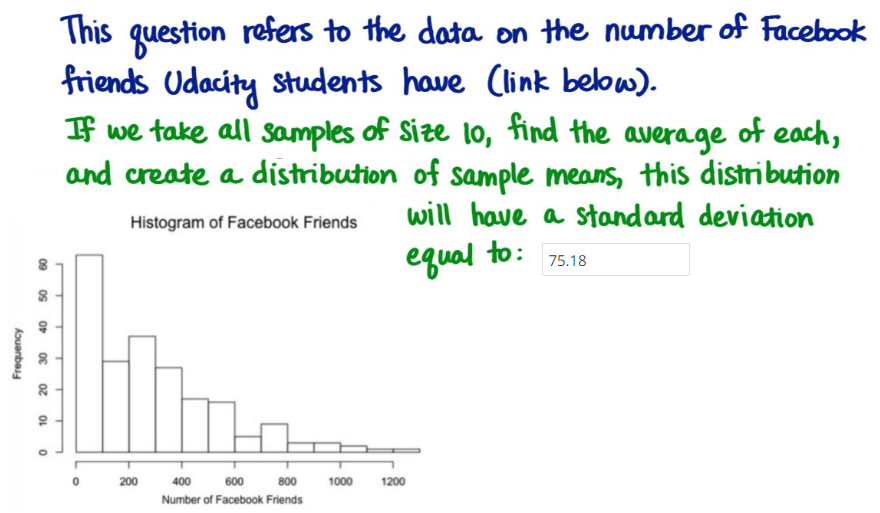 This question refers to the data on the number of Facebook
friends Udacity students have (link below).
If we take all samples of size 10, find the average of each,
and create a distribution of sample means, this distribution
will have a standard deviation
equal to: 75.18
Histogram of Facebook Friends
Frequency
60
50
40
30
20
10
0
0 200 400 600 800 1000 1200
Number of Facebook Friends